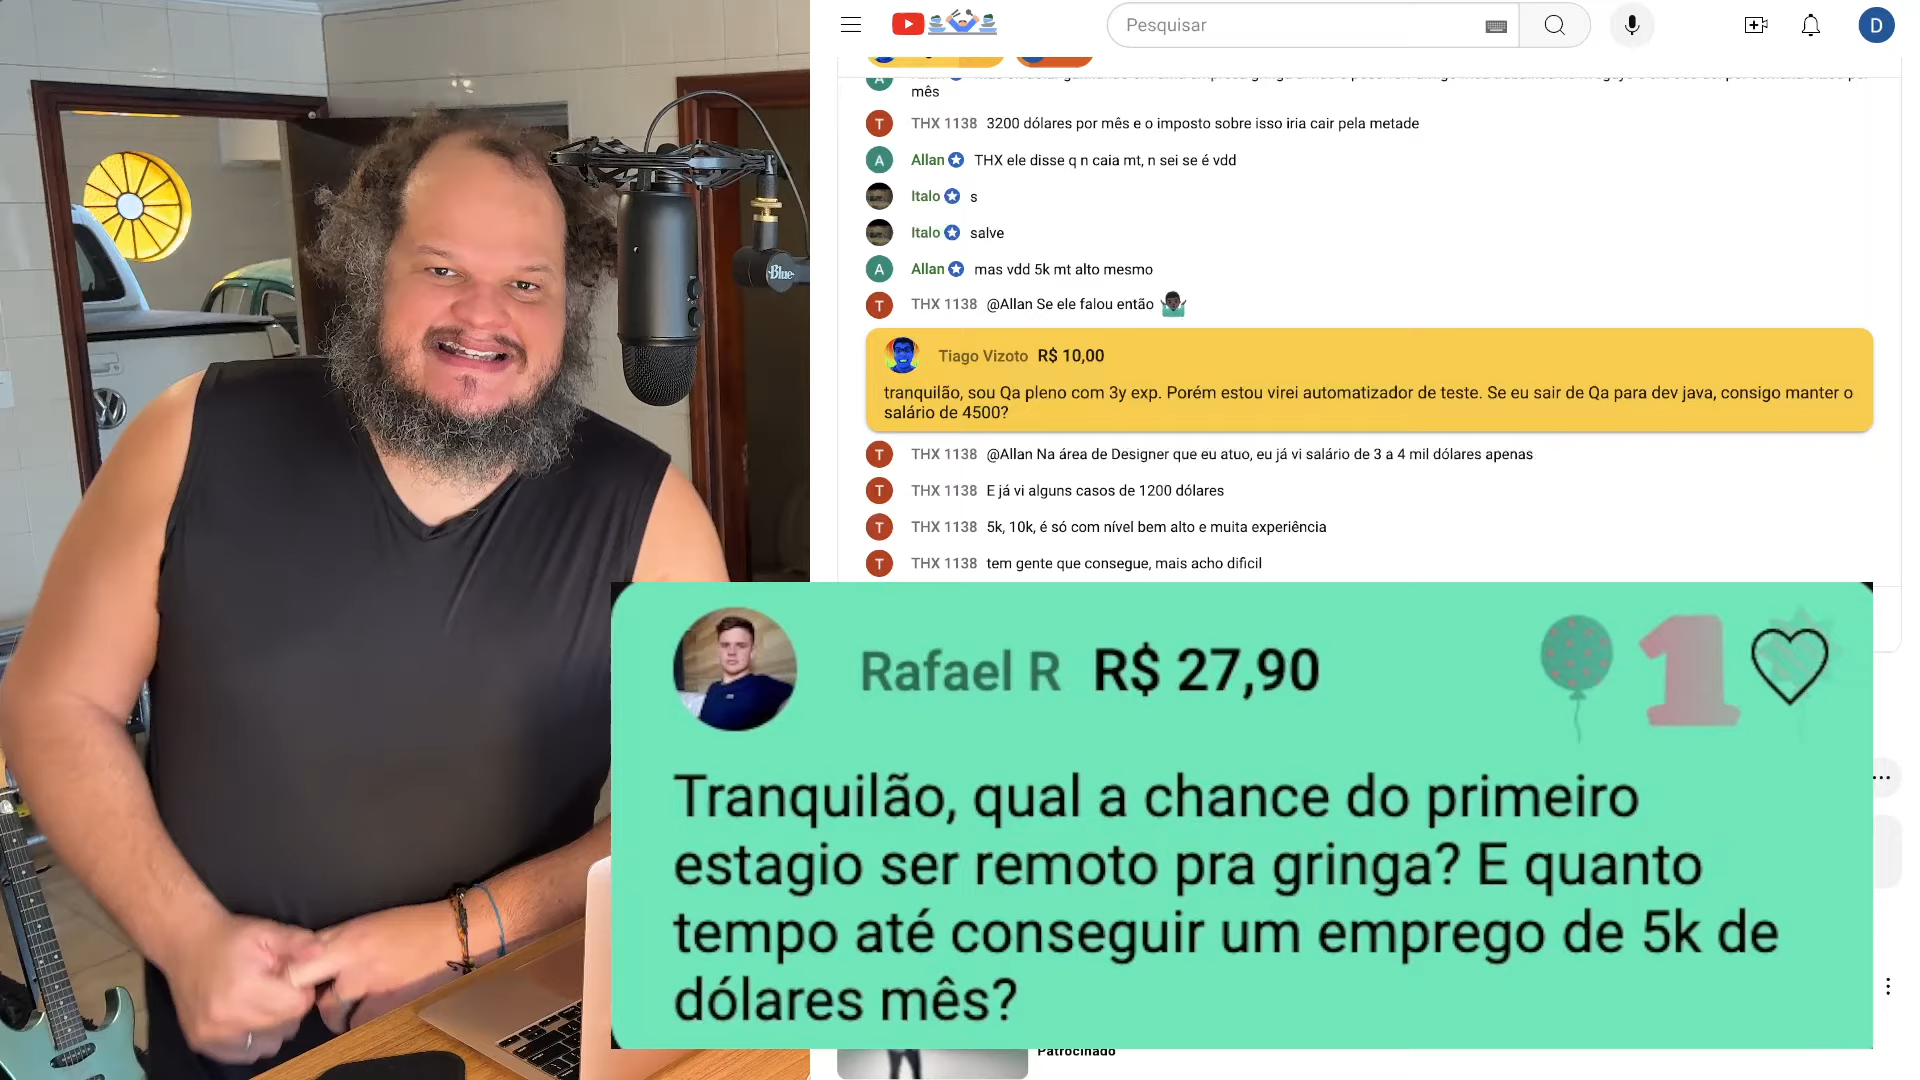 Pesquisar
D
mês
T THX 1138 3200 dólares por mês e o imposto sobre isso iria cair pela metade
A Allan THX ele disse q n caia mt, n sei se é vdd
Italo s
Italo salve
A Allan mas vdd 5k mt alto mesmo
T THX 1138 @Allan Se ele falou então
Tiago Vizoto R$ 10,00
tranquilão, sou Qa pleno com 3y exp. Porém estou virei automatizador de teste. Se eu sair de Qa para dev java, consigo manter o
salário de 4500?
T THX 1138 @Allan Na área de Designer que eu atuo, eu já vi salário de 3 a 4 mil dólares apenas
T THX 1138 E já vi alguns casos de 1200 dólares
T THX 1138 5k, 10k, é só com nível bem alto e muita experiência
T THX 1138 tem gente que consegue, mais acho dificil
Rafael R R$ 27,90
1
Tranquilão, qual a chance do primeiro
estagio ser remoto pra gringa? E quanto
tempo até conseguir um emprego de 5k de
dólares mês?
Patrocinado
Blue